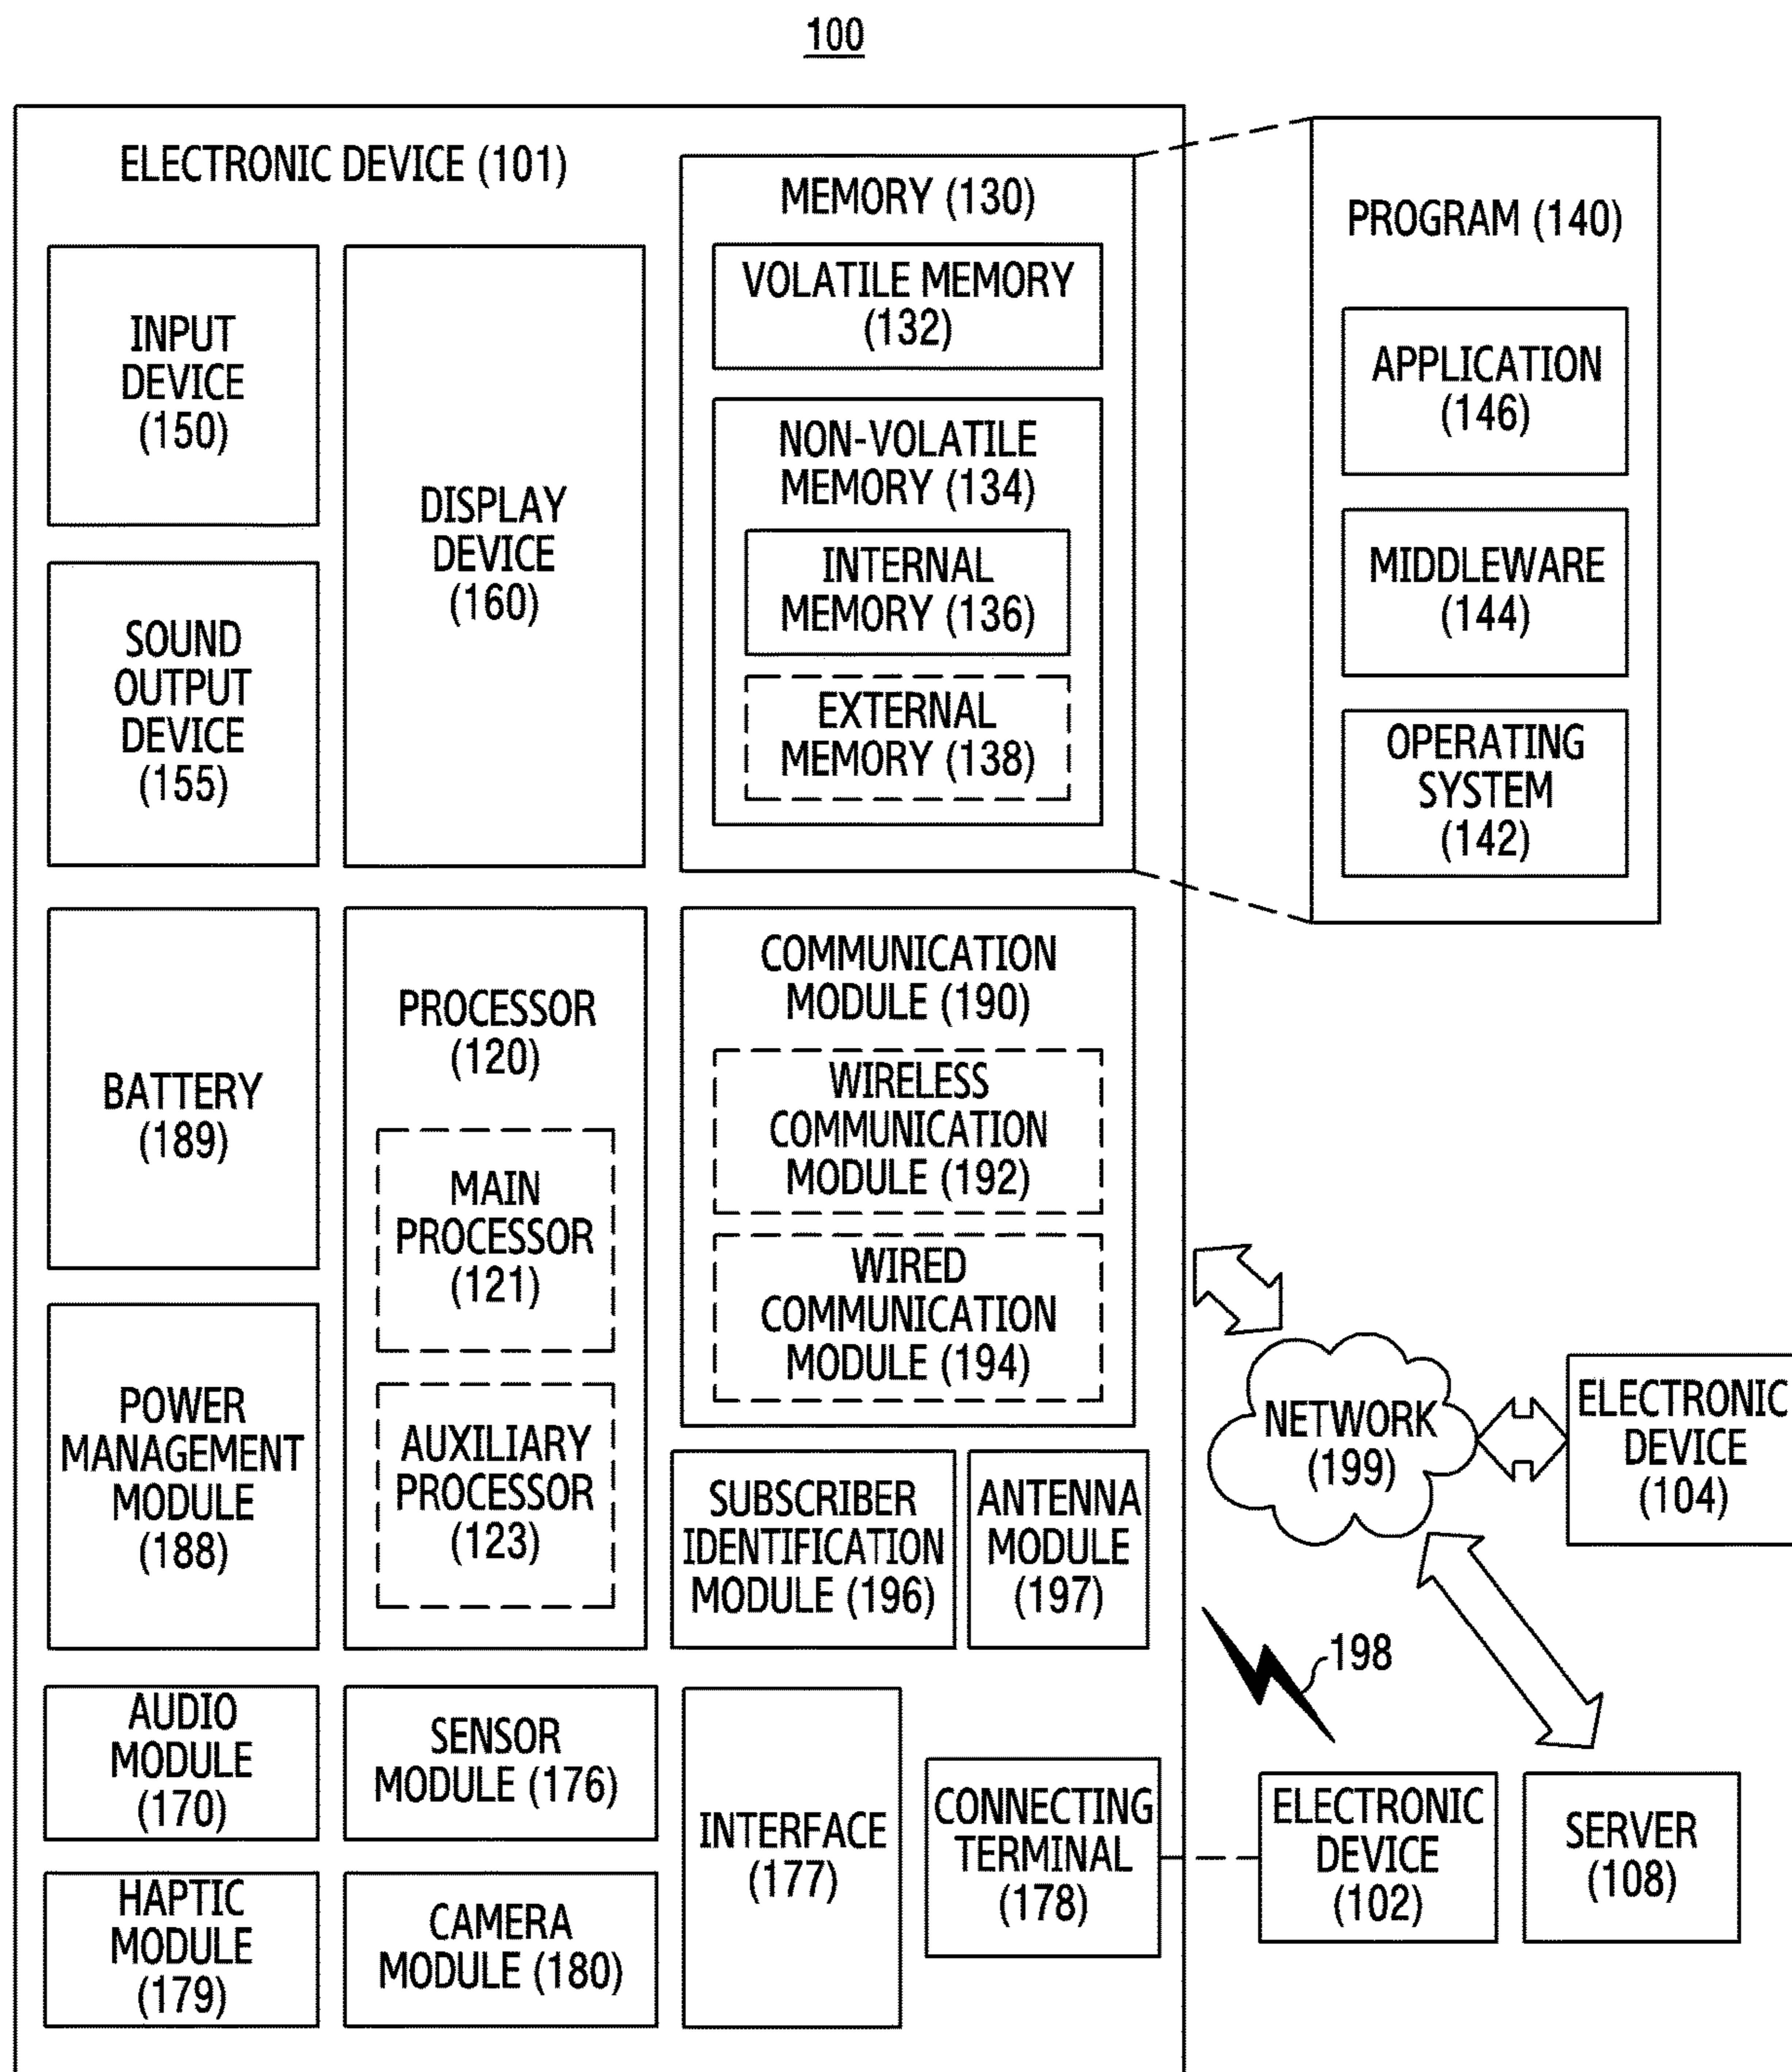 100
ELECTRONIC DEVICE (101)
INPUT
DEVICE
(150)
SOUND
OUTPUT
DEVICE
(155)
DISPLAY
DEVICE
(160)
MEMORY (130)
VOLATILE MEMORY
(132)
NON-VOLATILE
MEMORY (134)
INTERNAL
MEMORY (136)
EXTERNAL
MEMORY (138)
PROGRAM (140)
APPLICATION
(146)
MIDDLEWARE
(144)
OPERATING
SYSTEM
(142)
BATTERY
(189)
POWER
MANAGEMENT
MODULE
(188)
PROCESSOR
(120)
MAIN
PROCESSOR
(121)
AUXILIARY
PROCESSOR
(123)
COMMUNICATION
MODULE (190)
WIRELESS
COMMUNICATION
MODULE (192)
WIRED
COMMUNICATION
MODULE (194)
SUBSCRIBER
IDENTIFICATION
MODULE (196)
ANTENNA
MODULE
(197)
NETWORK
(199)
ELECTRONIC
DEVICE
(104)
198
AUDIO
MODULE
(170)
SENSOR
MODULE (176)
HAPTIC
MODULE
(179)
CAMERA
MODULE (180)
INTERFACE
(177)
CONNECTING
TERMINAL
(178)
ELECTRONIC
DEVICE
(102)
SERVER
(108)